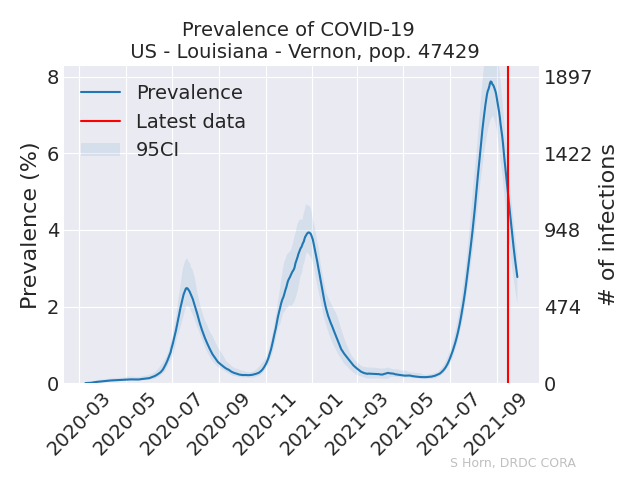 Prevalence of COVID-19
US - Louisiana - Vernon, pop. 47429
Prevalence
Latest data
95CI
Prevalence (%)
8
6
4
2
0
1897
1422
948
474
0
# of infections
2020-03
2020-05
2020-07
2020-09
2020-11
2021-01
2021-03
2021-05
2021-07
2021-09
S Horn, DRDC CORA